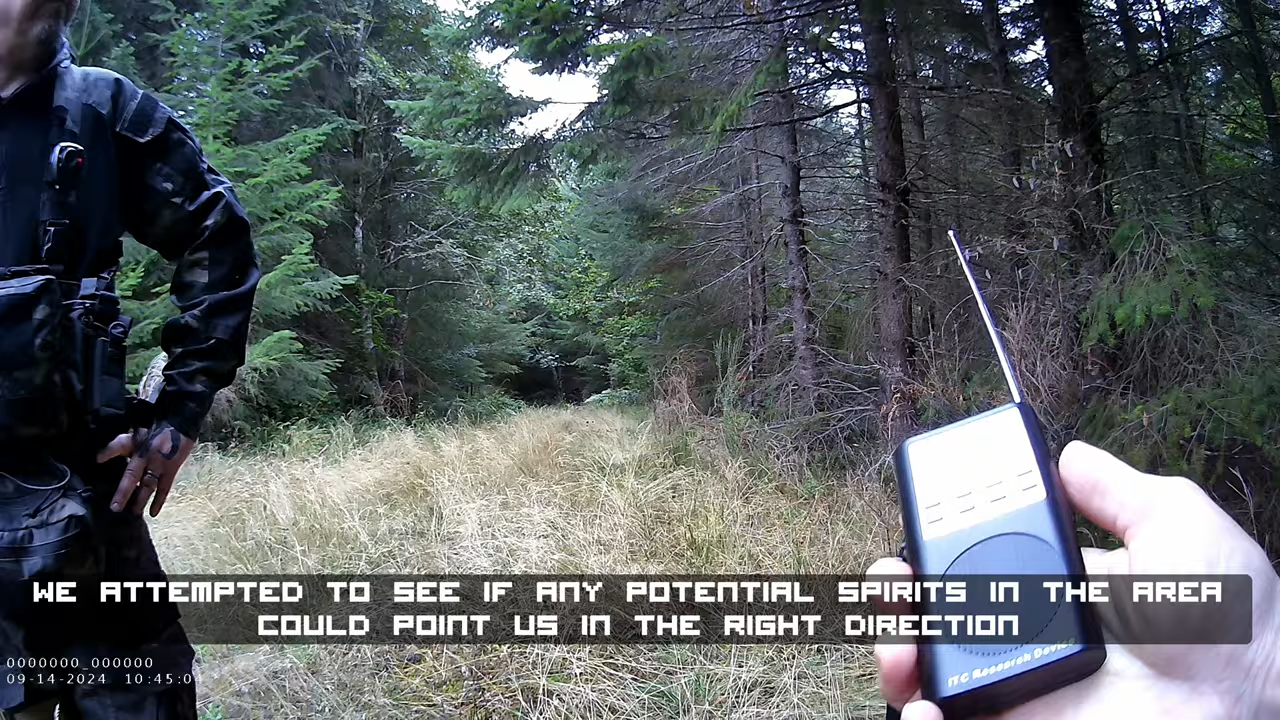 WE ATTEMPTED TO SEE IF ANY POTENTIAL SPIRITS IN THE AREA
COULD POINT US IN THE RIGHT DIRECTION
ITC Research Device
0000000_000000
09-14-2024 10:45:0